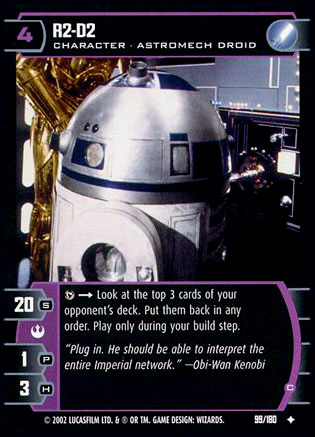 4
R2-D2
CHARACTER · ASTROMECH DROID
20 S
1 P
3 H
→ Look at the top 3 cards of your
opponent's deck. Put them back in any
order. Play only during your build step.
"Plug in. He should be able to interpret the
entire Imperial network." —Obi-Wan Kenobi
C
© 2002 LUCASFILM LTD. & ® OR TM. GAME DESIGN: WIZARDS. 99/180